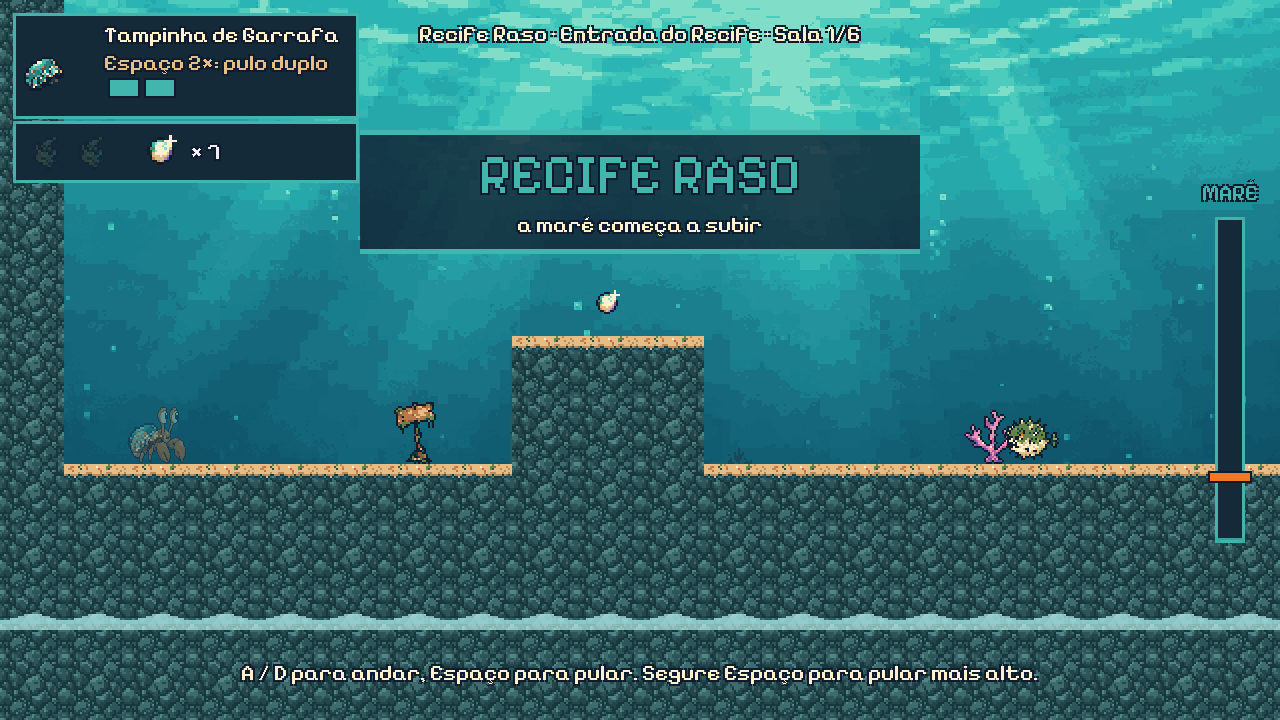 Tampinha de Garrafa
Espaço 2×: pulo duplo
× 7
Recife Raso · Entrada do Recife · Sala 1/6
RECIFE RASO
a maré começa a subir
MARÉ
A / D para andar, Espaço para pular. Segure Espaço para pular mais alto.